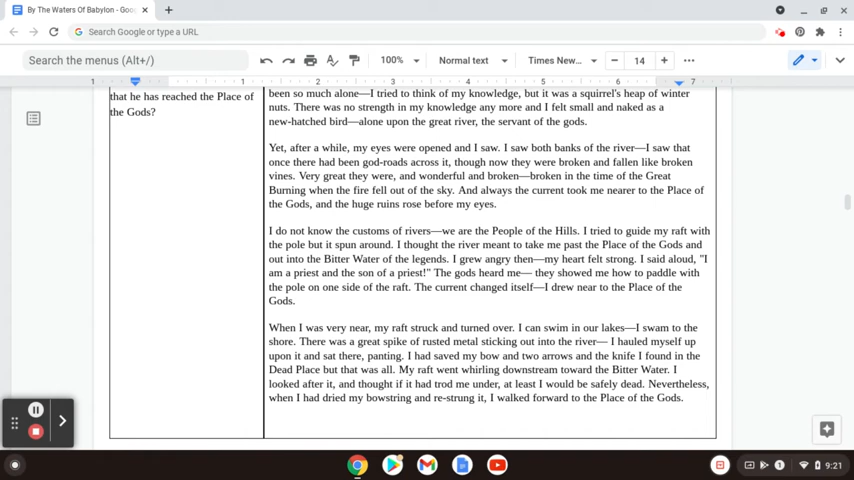 By The Waters Of Babylon - Goo
Search Google or type a URL
Search the menus (Alt+/)
100%
Normal text
Times New...
14
1 1 2 3 4 5 6 7
that he has reached the Place of
the Gods?
been so much alone—I tried to think of my knowledge, but it was a squirrel's heap of winter
nuts. There was no strength in my knowledge any more and I felt small and naked as a
new-hatched bird—alone upon the great river, the servant of the gods.
Yet, after a while, my eyes were opened and I saw. I saw both banks of the river—I saw that
once there had been god-roads across it, though now they were broken and fallen like broken
vines. Very great they were, and wonderful and broken—broken in the time of the Great
Burning when the fire fell out of the sky. And always the current took me nearer to the Place of
the Gods, and the huge ruins rose before my eyes.
I do not know the customs of rivers—we are the People of the Hills. I tried to guide my raft with
the pole but it spun around. I thought the river meant to take me past the Place of the Gods and
out into the Bitter Water of the legends. I grew angry then—my heart felt strong. I said aloud, "I
am a priest and the son of a priest!" The gods heard me— they showed me how to paddle with
the pole on one side of the raft. The current changed itself—I drew near to the Place of the
Gods.
When I was very near, my raft struck and turned over. I can swim in our lakes—I swam to the
shore. There was a great spike of rusted metal sticking out into the river— I hauled myself up
upon it and sat there, panting. I had saved my bow and two arrows and the knife I found in the
Dead Place but that was all. My raft went whirling downstream toward the Bitter Water. I
looked after it, and thought if it had trod me under, at least I would be safely dead. Nevertheless,
when I had dried my bowstring and re-strung it, I walked forward to the Place of the Gods.
1
9:21